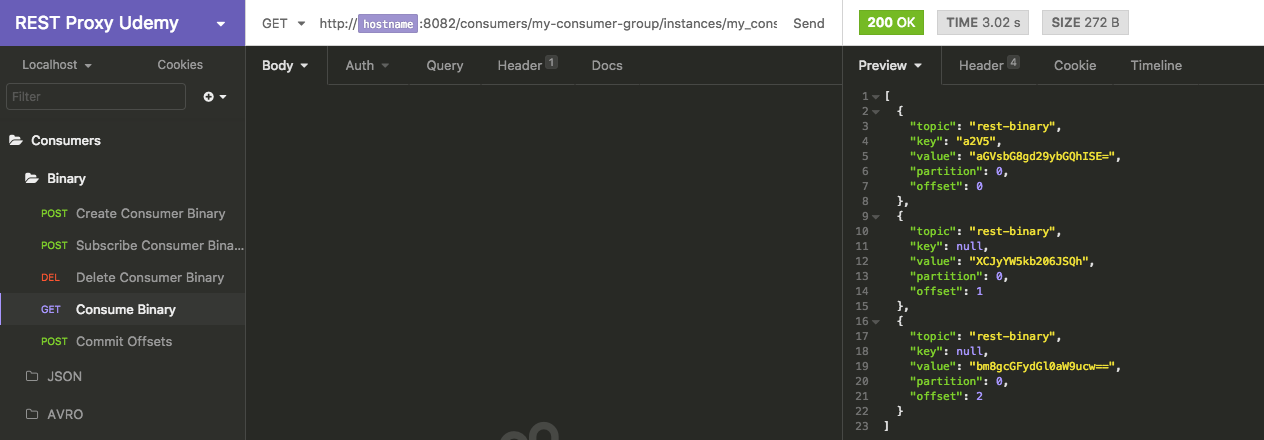 REST Proxy Udemy
GET http://hostname:8082/consumers/my-consumer-group/instances/my_cons Send
200 OK TIME 3.02 s SIZE 272 B
Localhost Cookies
Body Auth Query Header 1 Docs
Preview Header 4 Cookie Timeline
Filter
Consumers
Binary
POST Create Consumer Binary
POST Subscribe Consumer Bina...
DEL Delete Consumer Binary
GET Consume Binary
POST Commit Offsets
JSON
AVRO
1 [
2 {
3 "topic": "rest-binary",
4 "key": "a2V5",
5 "value": "aGVsbG8gd29ybGQhISE=",
6 "partition": 0,
7 "offset": 0
8 },
9 {
10 "topic": "rest-binary",
11 "key": null,
12 "value": "XCJyYW5kb206JSQh",
13 "partition": 0,
14 "offset": 1
15 },
16 {
17 "topic": "rest-binary",
18 "key": null,
19 "value": "bm8gcGFydGl0aW9ucw==",
20 "partition": 0,
21 "offset": 2
22 }
23 ]